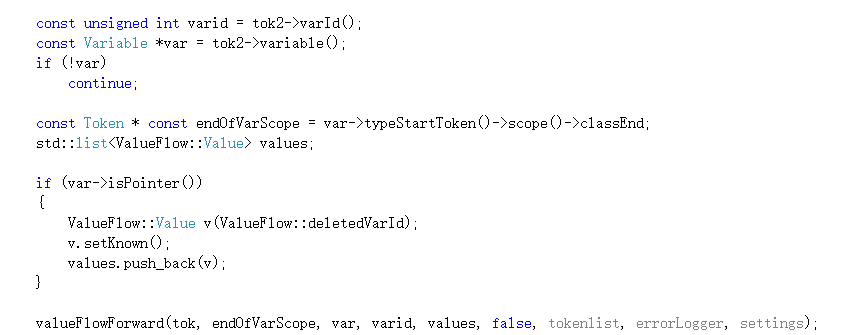 const unsigned int varid = tok2->varId();
const Variable *var = tok2->variable();
if (!var)
continue;
const Token * const endOfVarScope = var->typeStartToken()->scope()->classEnd;
std::list<ValueFlow::Value> values;
if (var->isPointer())
{
ValueFlow::Value v(ValueFlow::deletedVarId);
v.setKnown();
values.push_back(v);
}
valueFlowForward(tok, endOfVarScope, var, varid, values, false, tokenlist, errorLogger, settings);